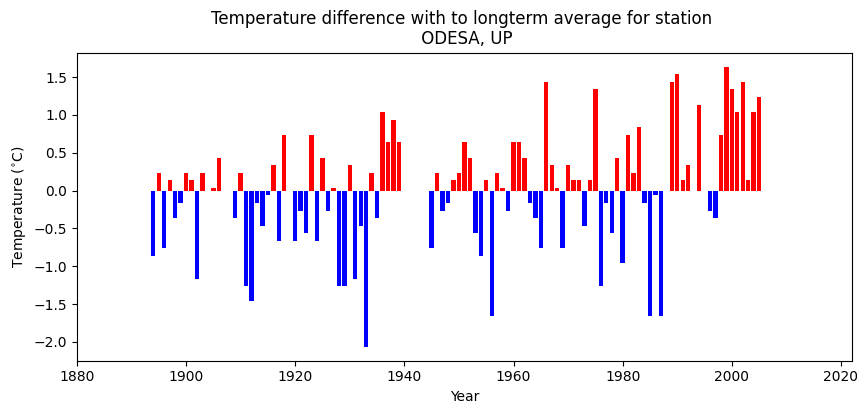 Temperature difference with to longterm average for station
ODESA, UP
Temperature (°C)
1.5
1.0
0.5
0.0
−0.5
−1.0
−1.5
−2.0
1880 1900 1920 1940 1960 1980 2000 2020
Year